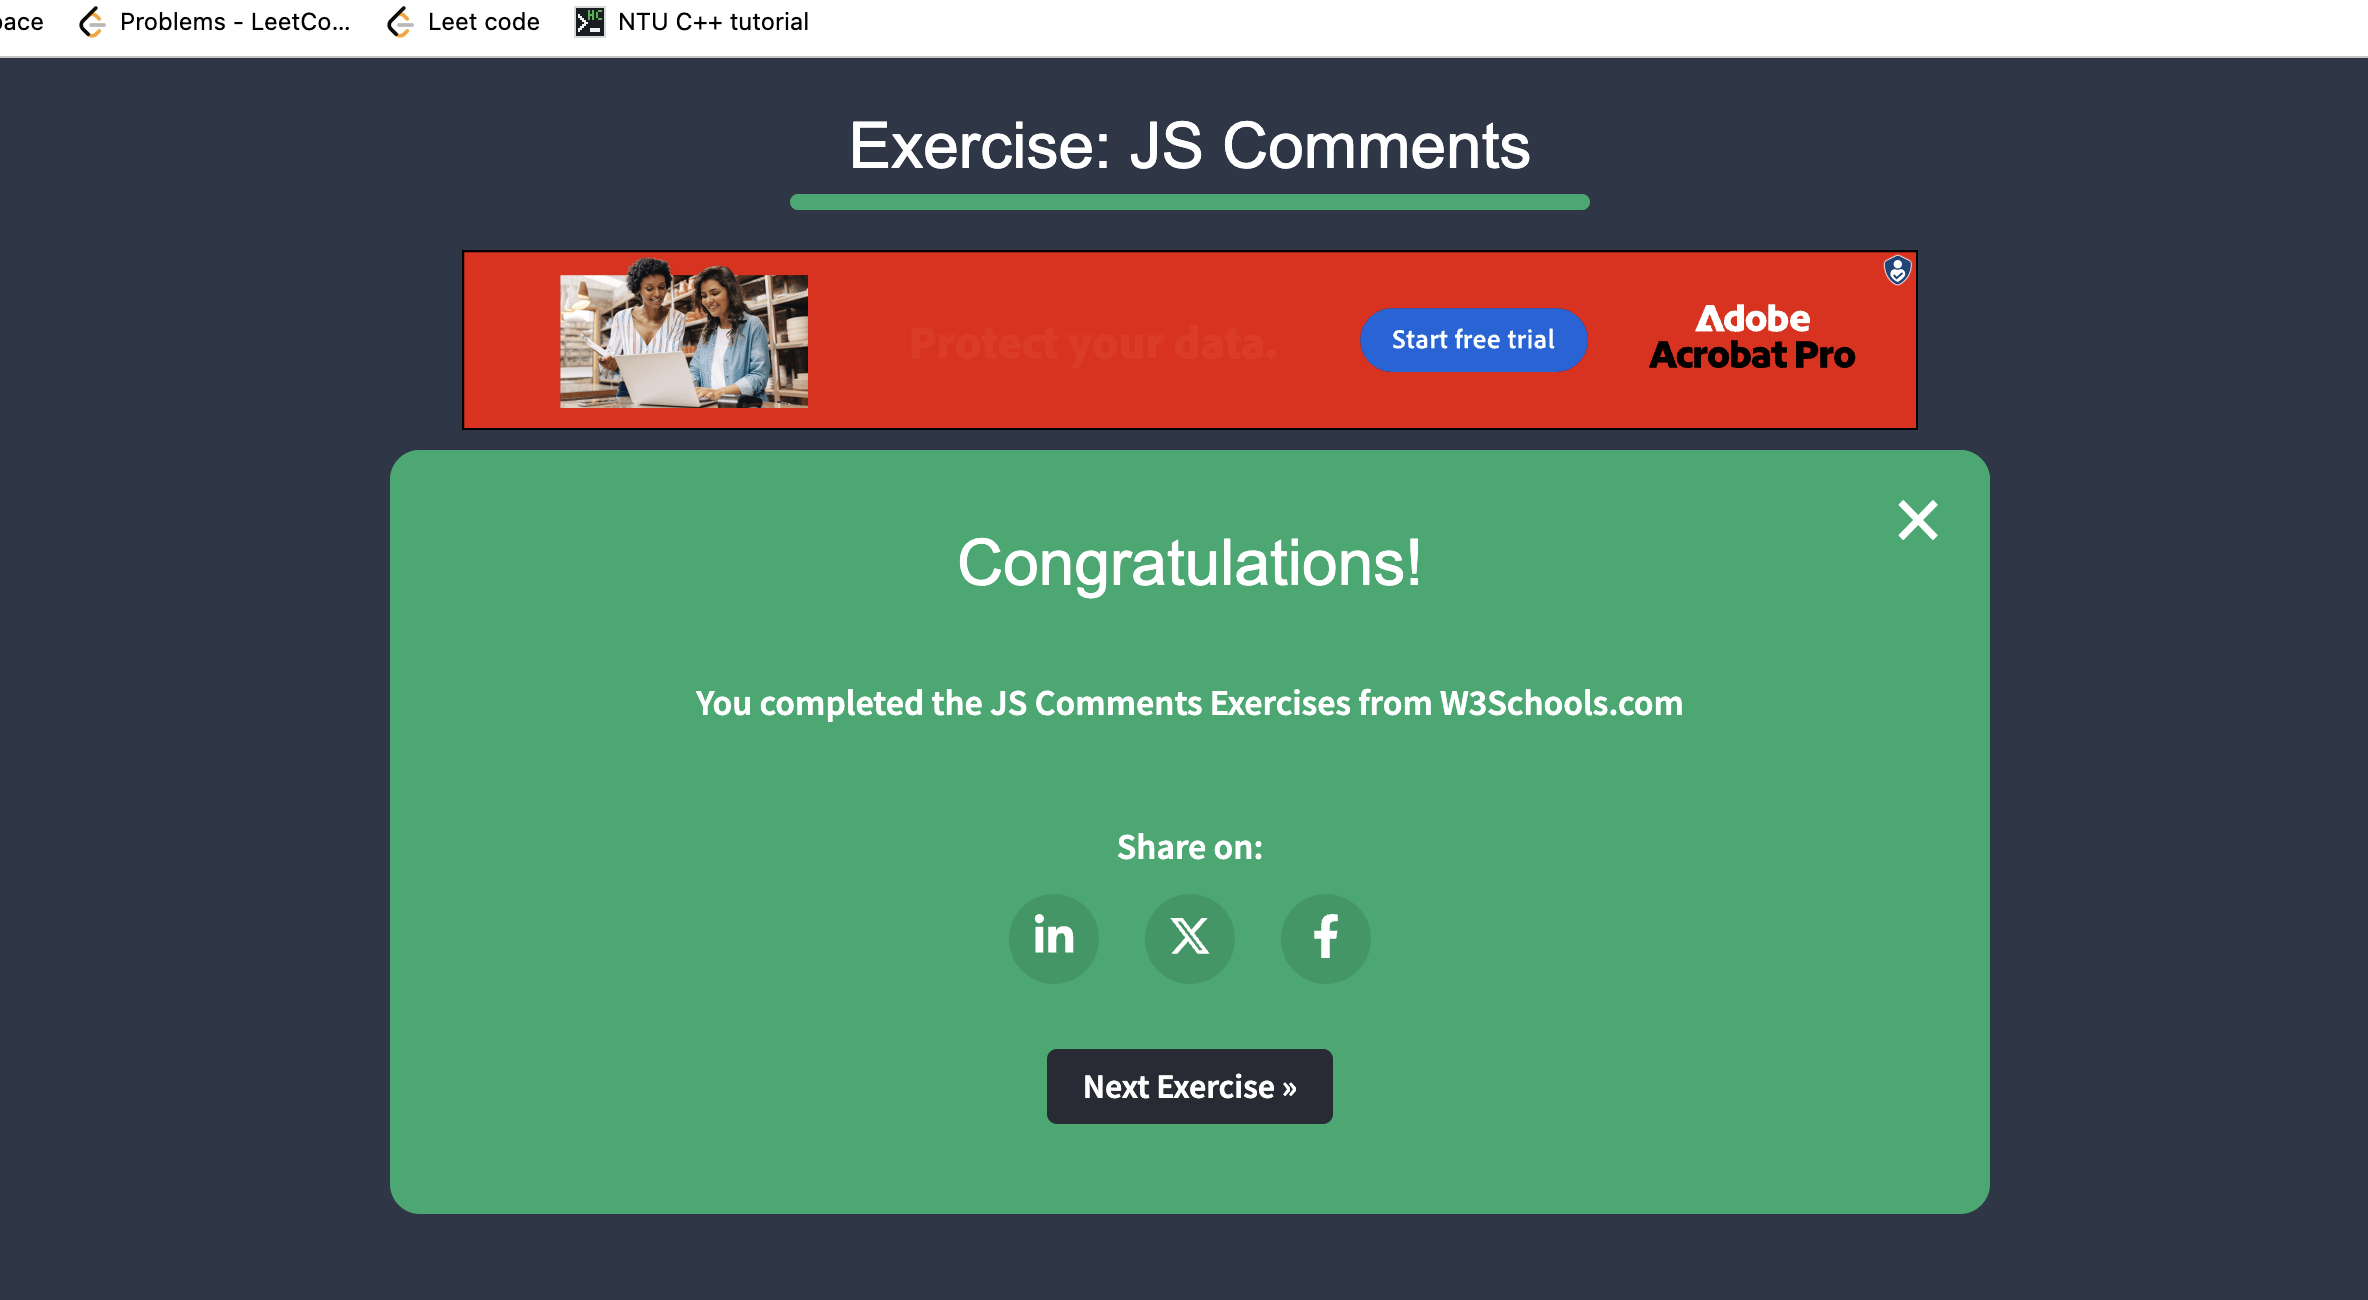 ace
Problems - LeetCo...
Leet code
NTU C++ tutorial
Exercise: JS Comments
Protect your data.
Start free trial
Adobe
Acrobat Pro
Congratulations!
You completed the JS Comments Exercises from W3Schools.com
Share on:
Next Exercise »